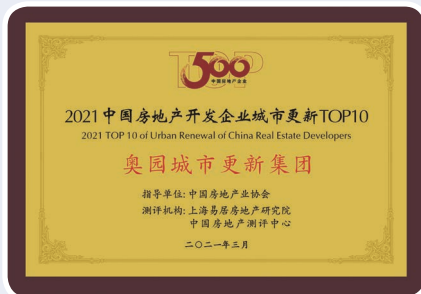 TOP
500
中国房地产企业
2021中国房地产开发企业城市更新TOP10
2021 TOP 10 of Urban Renewal of China Real Estate Developers
奥园城市更新集团
指导单位:中国房地产业协会
测评机构:上海易居房地产研究院
中国房地产测评中心
二〇二一年三月